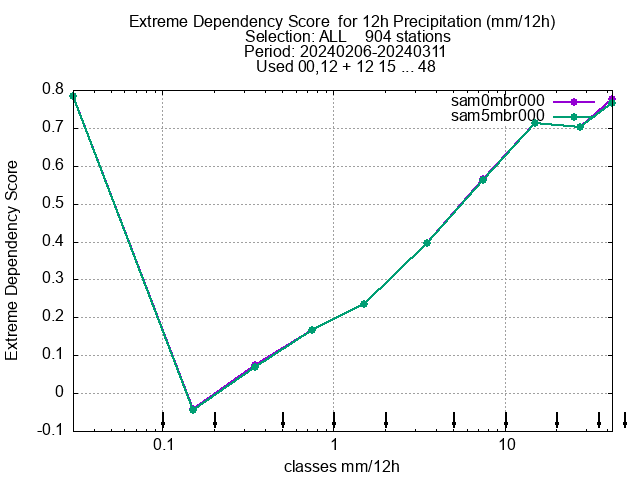 Extreme Dependency Score  for 12h Precipitation (mm/12h)
Selection: ALL    904 stations
Period: 20240206-20240311
Used 00,12 + 12 15 ... 48
sam0mbr000
sam5mbr000
0.8
0.7
0.6
0.5
0.4
0.3
0.2
0.1
0
-0.1
Extreme Dependency Score
0.1 1 10
classes mm/12h